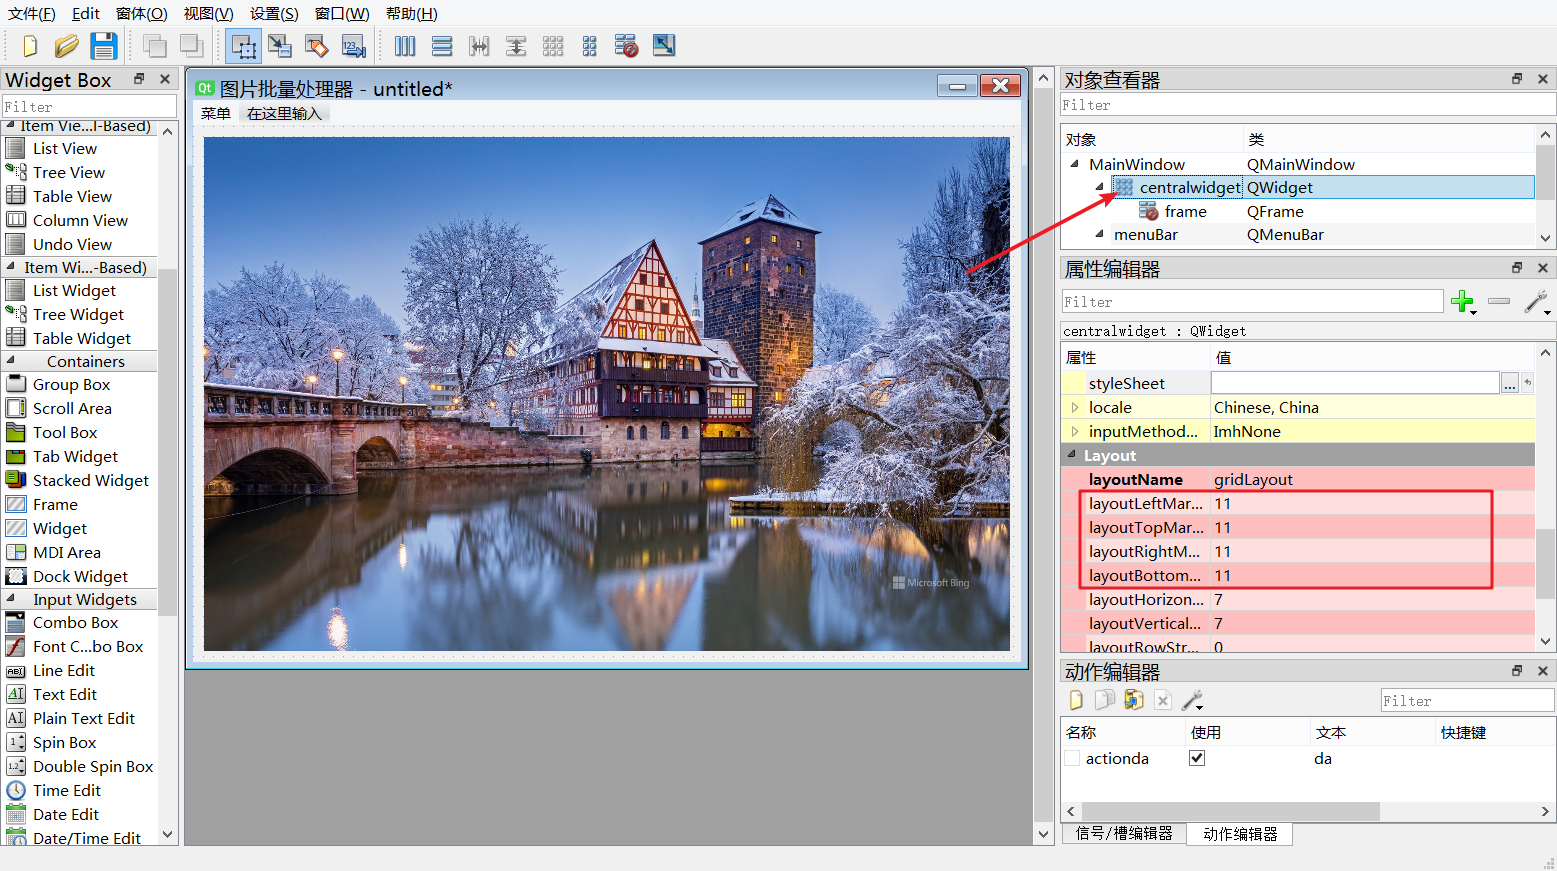 文件(F) Edit 窗体(O) 视图(V) 设置(S) 窗口(W) 帮助(H)
Widget Box
Filter
Item Vie...l-Based)
List View
Tree View
Table View
Column View
Undo View
Item Wi...-Based)
List Widget
Tree Widget
Table Widget
Containers
Group Box
Scroll Area
Tool Box
Tab Widget
Stacked Widget
Frame
Widget
MDI Area
Dock Widget
Input Widgets
Combo Box
Font C...bo Box
Line Edit
Text Edit
Plain Text Edit
Spin Box
Double Spin Box
Time Edit
Date Edit
Date/Time Edit
Qt 图片批量处理器 - untitled*
菜单 在这里输入
Microsoft Bing
对象查看器
Filter
对象 类
MainWindow QMainWindow
centralwidget QWidget
frame QFrame
menuBar QMenuBar
属性编辑器
Filter
centralwidget : QWidget
属性 值
styleSheet ...
locale Chinese, China
inputMethod... ImhNone
Layout
layoutName gridLayout
layoutLeftMar... 11
layoutTopMar... 11
layoutRightM... 11
layoutBottom... 11
layoutHorizon... 7
layoutVertical... 7
layoutRowStr... 0
动作编辑器
Filter
名称 使用 文本 快捷键
actionda da
信号/槽编辑器 动作编辑器